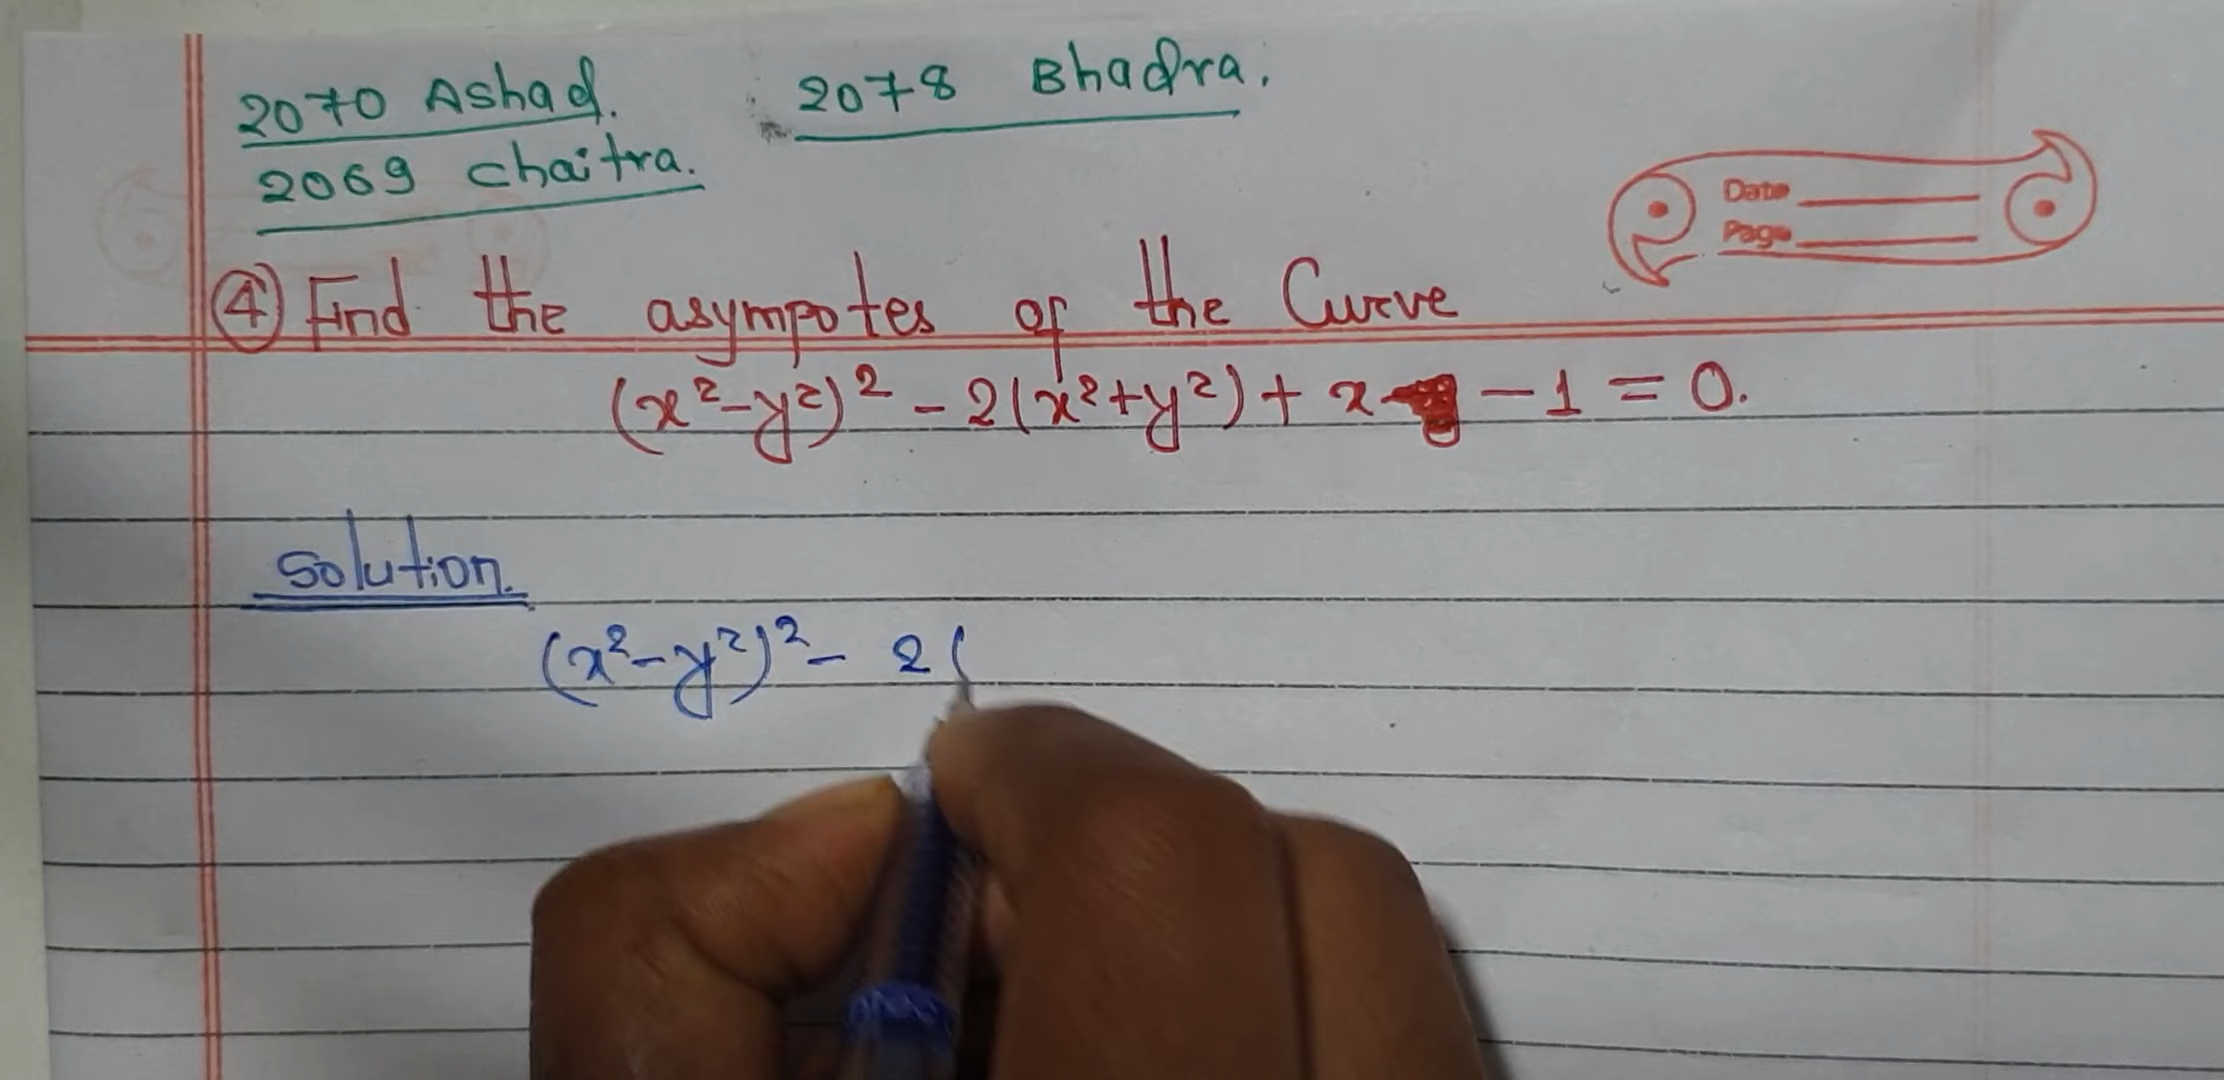 2070 Ashad. 2078 Bhadra.
2069 chaitra.
Date
Page
④ Find the asympotes of the Curve
(x²-y²)² - 2(x²+y²) + x - 1 = 0.
Solution.
(x²-y²)² - 2(